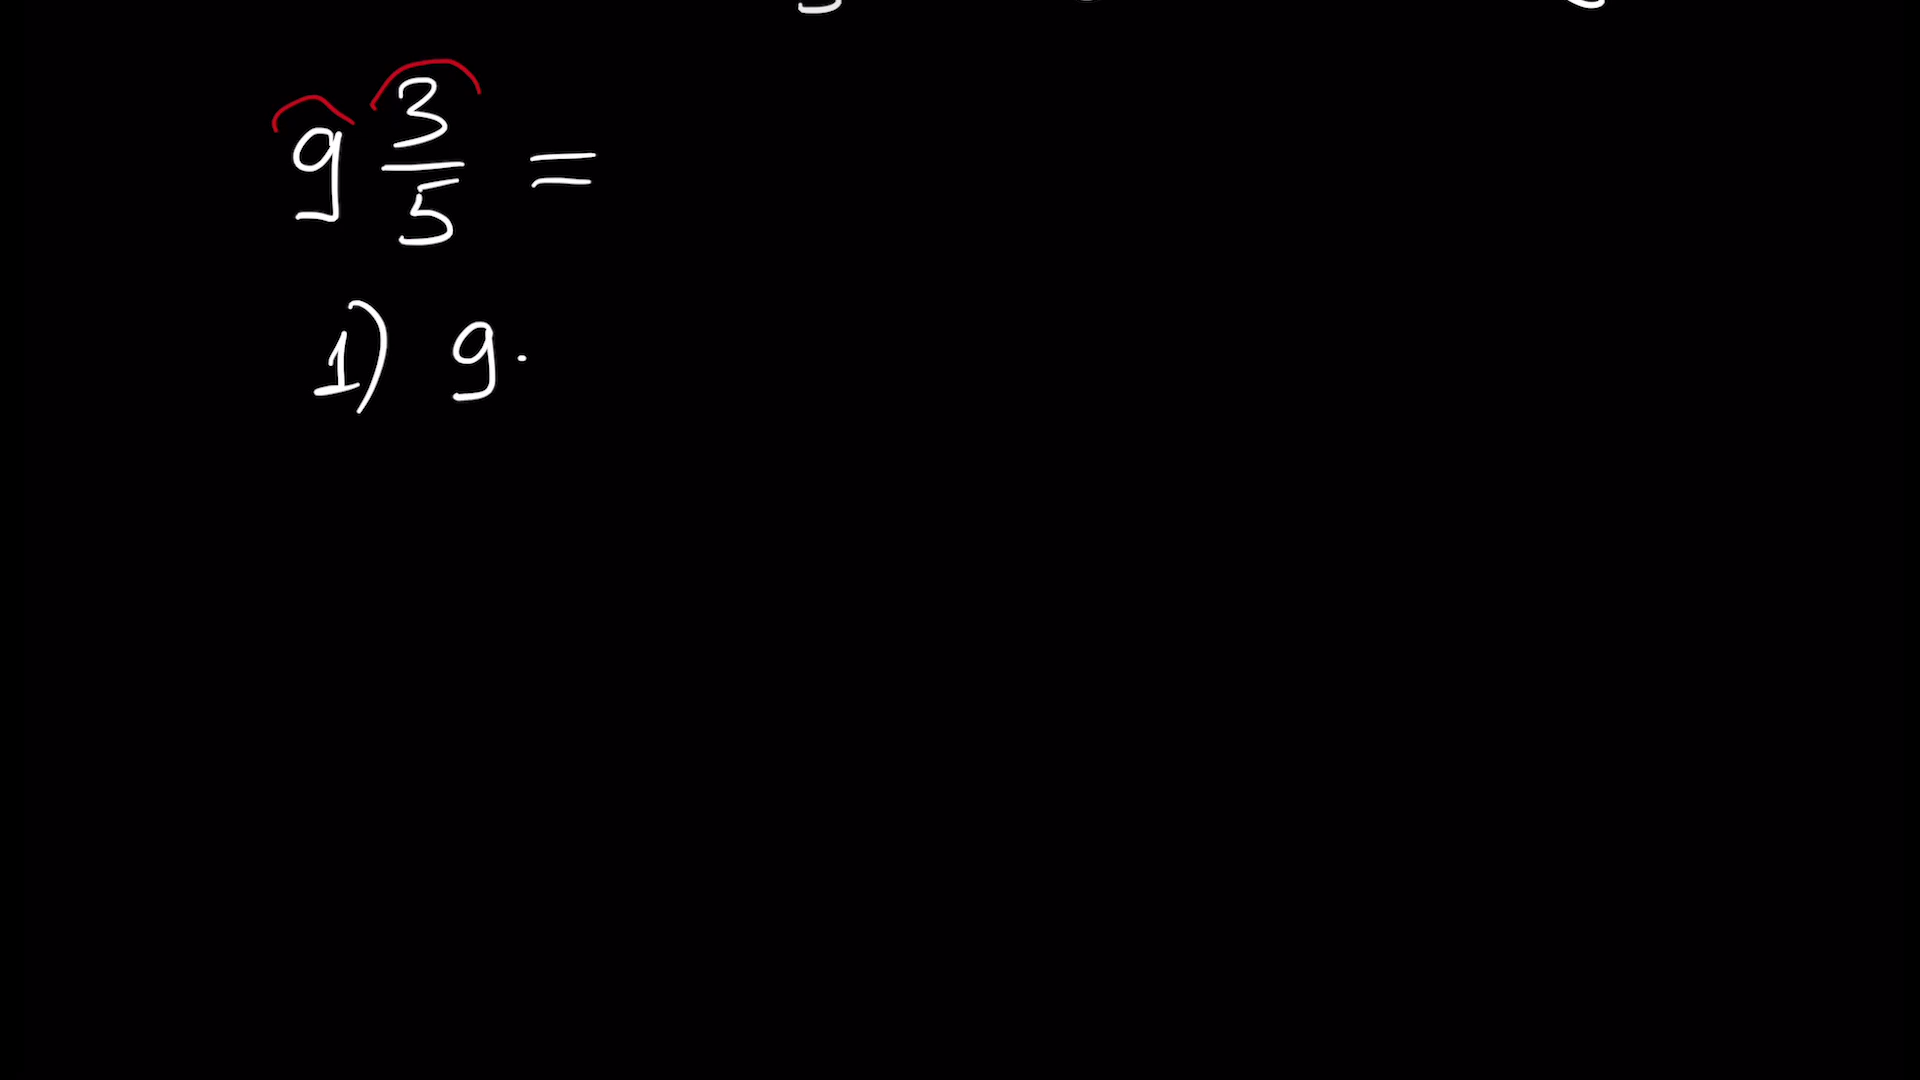 9 3/5 =
1) 9.